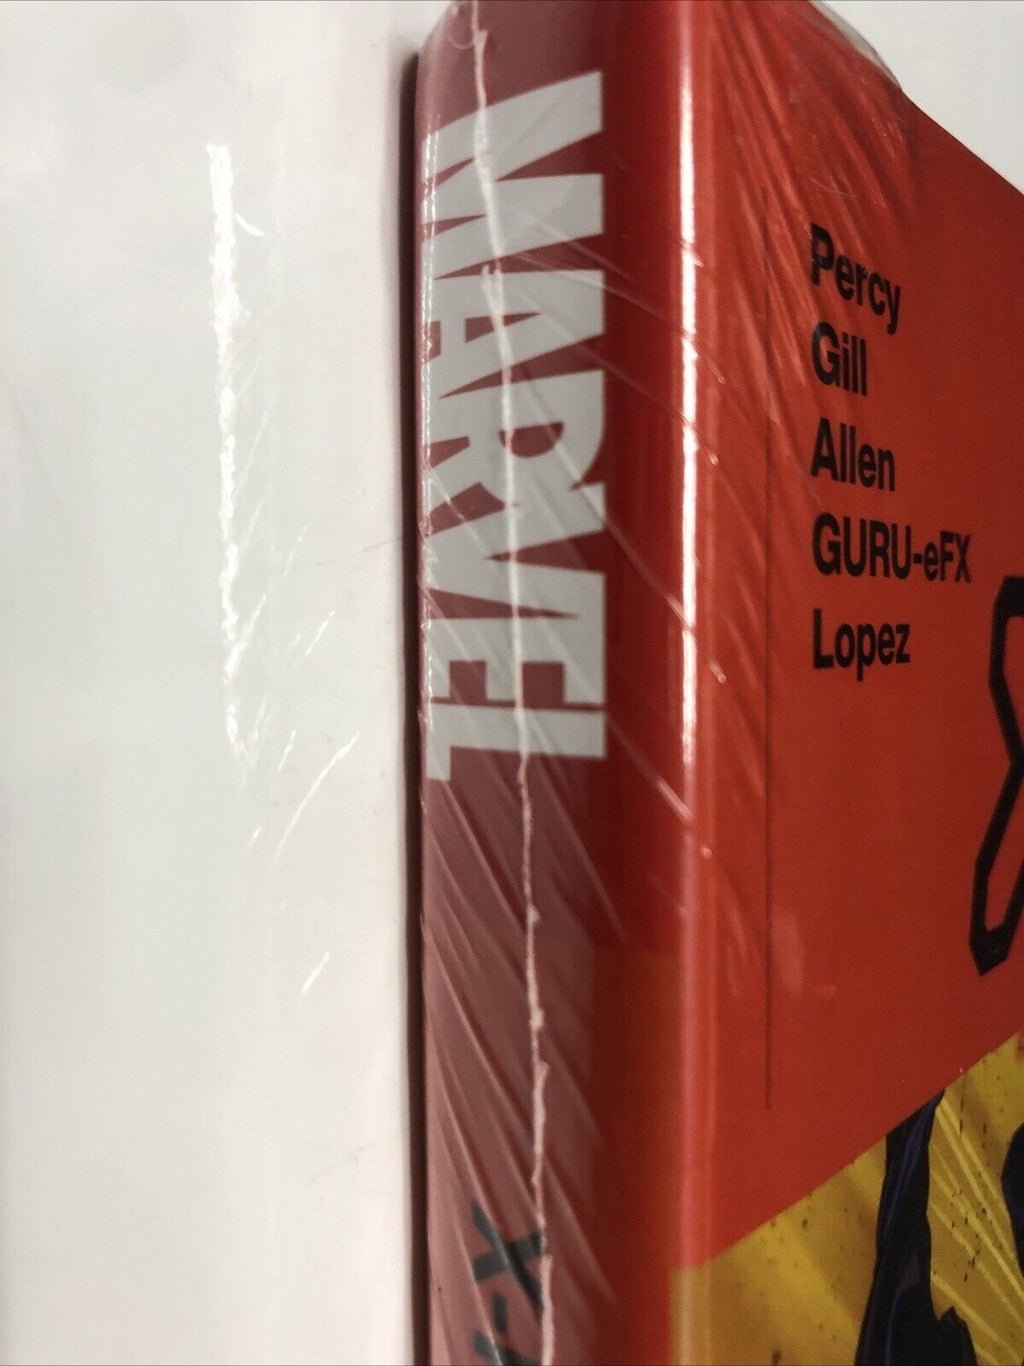 MARVEL
X-
Percy
Gill
Allen
GURU-eFX
Lopez